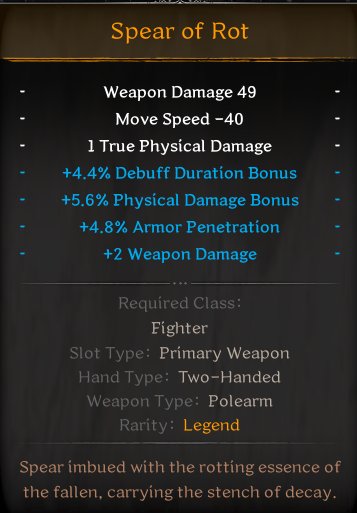 Spear of Rot
- Weapon Damage 49 -
- Move Speed -40 -
- 1 True Physical Damage -
- +4.4% Debuff Duration Bonus -
- +5.6% Physical Damage Bonus -
- +4.8% Armor Penetration -
- +2 Weapon Damage -
Required Class:
Fighter
Slot Type: Primary Weapon
Hand Type: Two-Handed
Weapon Type: Polearm
Rarity: Legend
Spear imbued with the rotting essence of
the fallen, carrying the stench of decay.